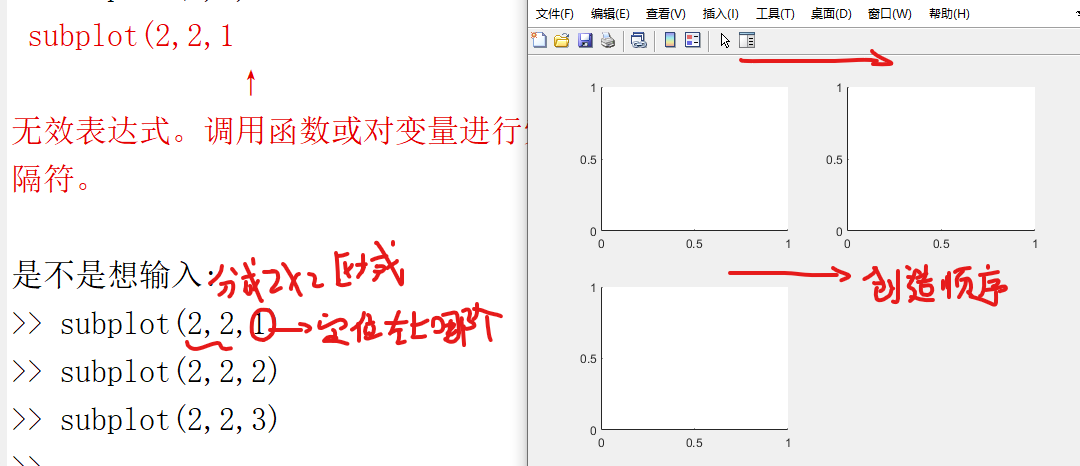 subplot(2,2,1
↑
无效表达式。调用函数或对变量进行
隔符。
是不是想输入:
分成2×2区块式
>> subplot(2,2,1
→定位在哪个
>> subplot(2,2,2)
>> subplot(2,2,3)
>>
文件(F) 编辑(E) 查看(V) 插入(I) 工具(T) 桌面(D) 窗口(W) 帮助(H)
1
0.5
0
0 0.5 1
1
0.5
0
0 0.5 1
创造顺序
1
0.5
0
0 0.5 1